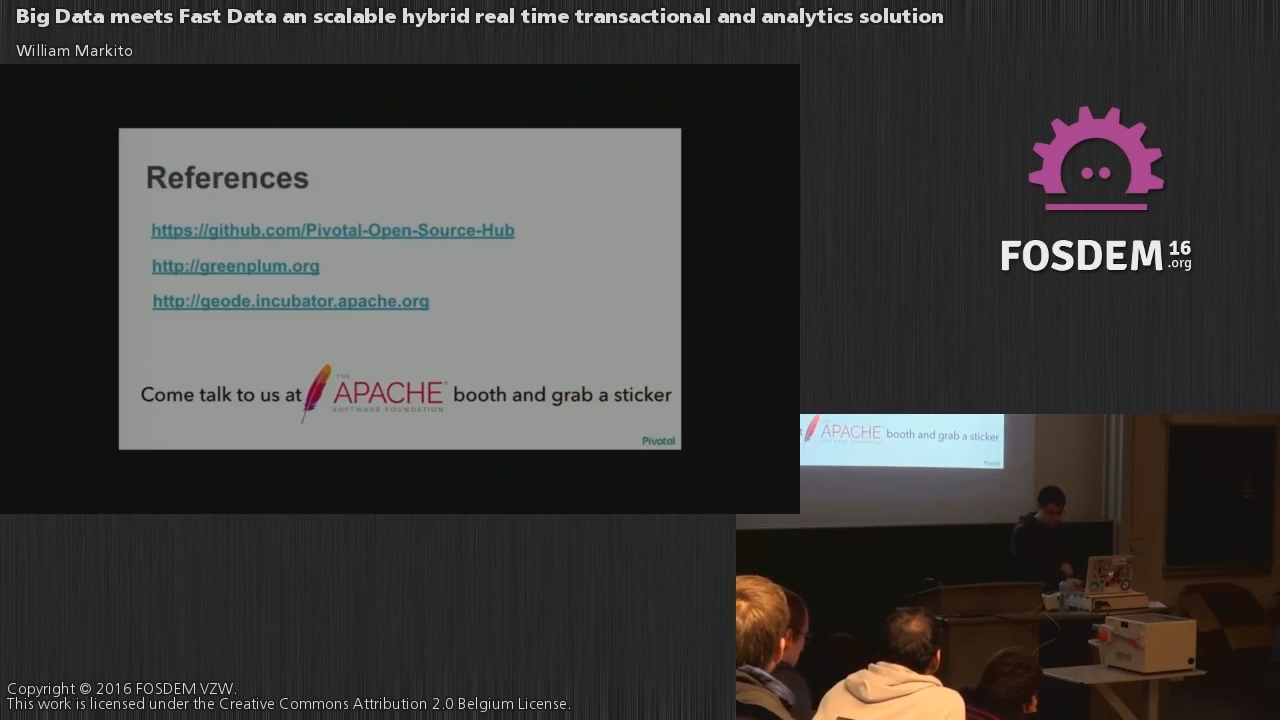 Big Data meets Fast Data an scalable hybrid real time transactional and analytics solution
William Markito
References
https://github.com/Pivotal-Open-Source-Hub
http://greenplum.org
http://geode.incubator.apache.org
Come talk to us at THE APACHE SOFTWARE FOUNDATION booth and grab a sticker
Pivotal
FOSDEM 16 .org
APACHE booth and grab a sticker
Copyright © 2016 FOSDEM VZW.
This work is licensed under the Creative Commons Attribution 2.0 Belgium License.